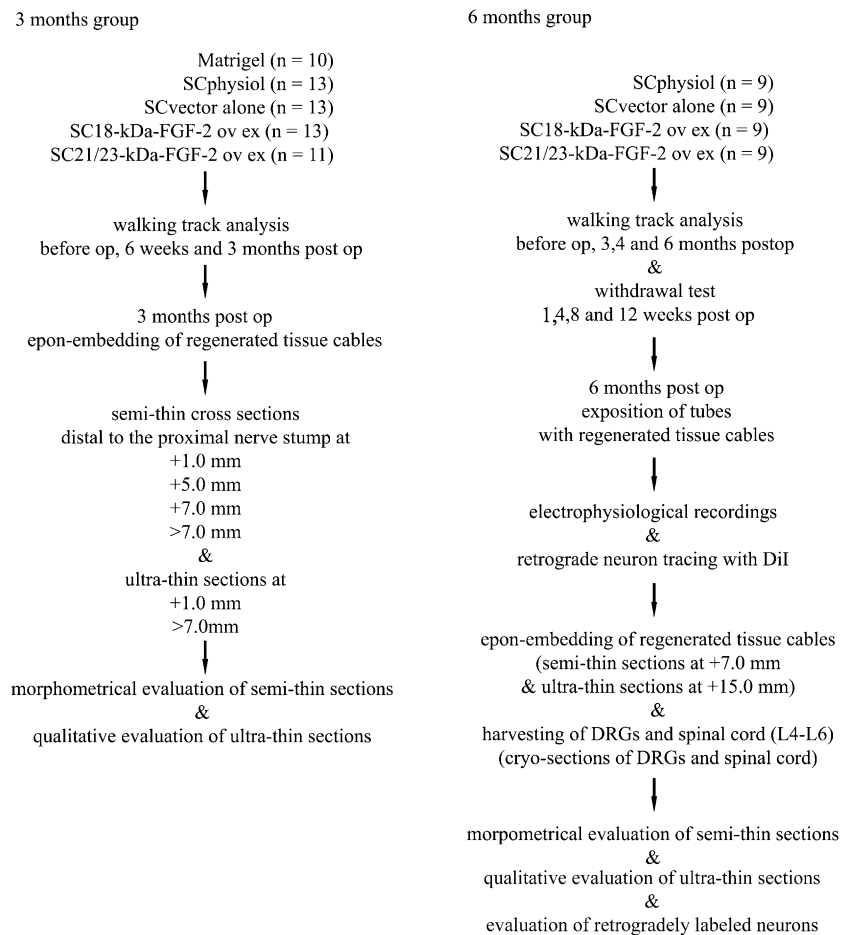 3 months group
Matrigel (n = 10)
SCphysiol (n = 13)
SCvector alone (n = 13)
SC18-kDa-FGF-2 ov ex (n = 13)
SC21/23-kDa-FGF-2 ov ex (n = 11)
walking track analysis
before op, 6 weeks and 3 months post op
3 months post op
epon-embedding of regenerated tissue cables
semi-thin cross sections
distal to the proximal nerve stump at
+1.0 mm
+5.0 mm
+7.0 mm
>7.0 mm
&
ultra-thin sections at
+1.0 mm
>7.0mm
morphometrical evaluation of semi-thin sections
&
qualitative evaluation of ultra-thin sections
6 months group
SCphysiol (n = 9)
SCvector alone (n = 9)
SC18-kDa-FGF-2 ov ex (n = 9)
SC21/23-kDa-FGF-2 ov ex (n = 9)
walking track analysis
before op, 3,4 and 6 months postop
&
withdrawal test
1,4,8 and 12 weeks post op
6 months post op
exposition of tubes
with regenerated tissue cables
electrophysiological recordings
&
retrograde neuron tracing with DiI
epon-embedding of regenerated tissue cables
(semi-thin sections at +7.0 mm
& ultra-thin sections at +15.0 mm)
&
harvesting of DRGs and spinal cord (L4-L6)
(cryo-sections of DRGs and spinal cord)
morpometrical evaluation of semi-thin sections
&
qualitative evaluation of ultra-thin sections
&
evaluation of retrogradely labeled neurons